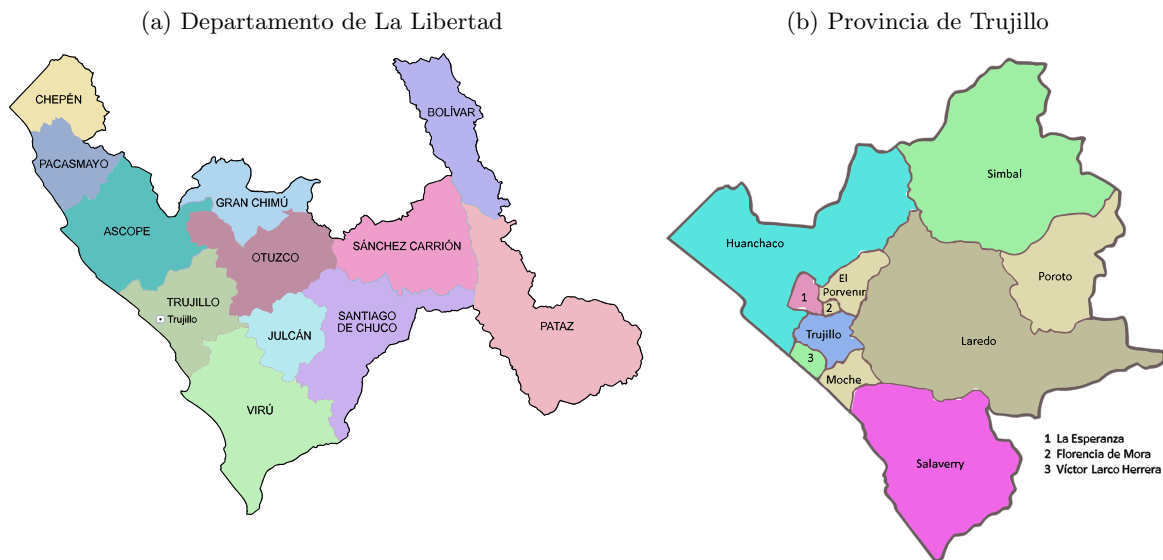 (a) Departamento de La Libertad
CHEPÉN
PACASMAYO
ASCOPE
GRAN CHIMÚ
OTUZCO
TRUJILLO
Trujillo
JULCÁN
VIRÚ
SANTIAGO
DE CHUCO
SÁNCHEZ CARRIÓN
BOLÍVAR
PATAZ
(b) Provincia de Trujillo
Simbal
Huanchaco
Poroto
El
Porvenir
1
2
Trujillo
3
Laredo
Moche
Salaverry
1 La Esperanza
2 Florencia de Mora
3 Víctor Larco Herrera